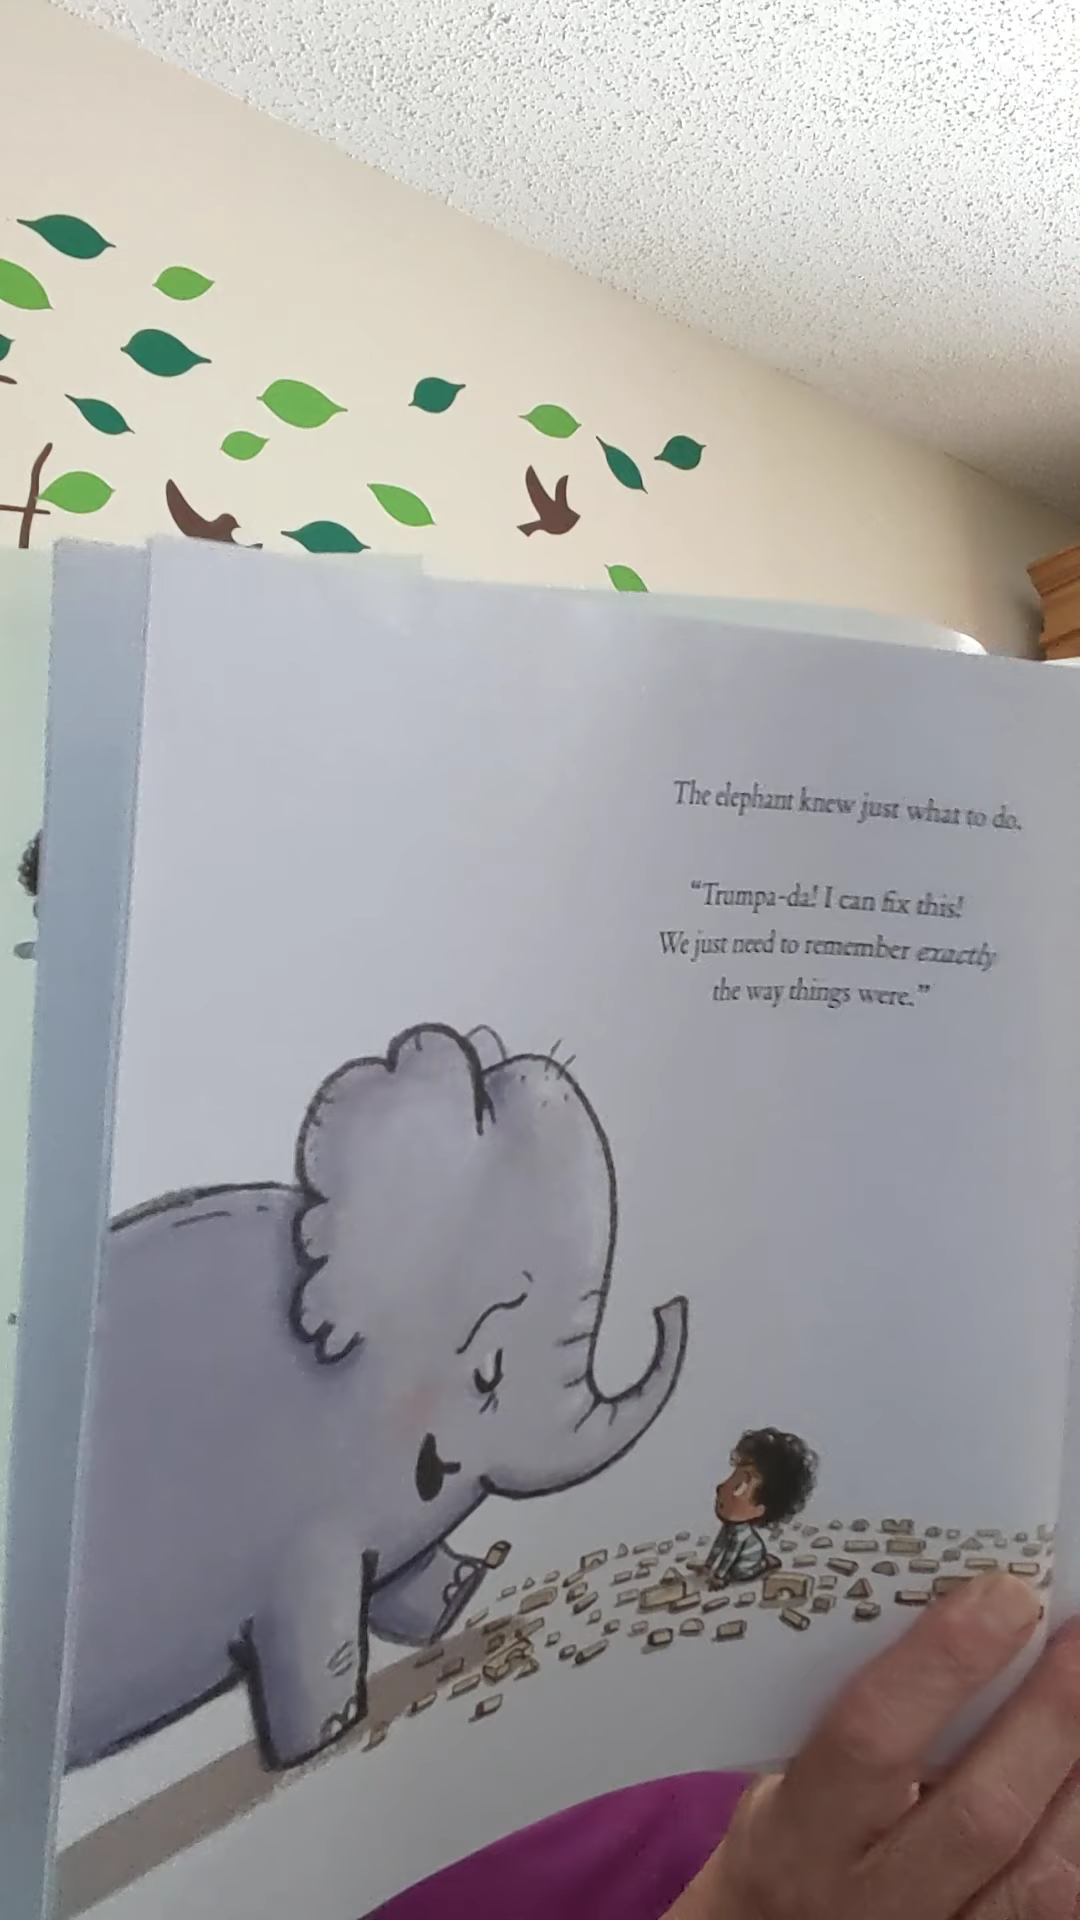 The elephant knew just what to do.
“Trumpa-da! I can fix this!
We just need to remember exactly
the way things were.”